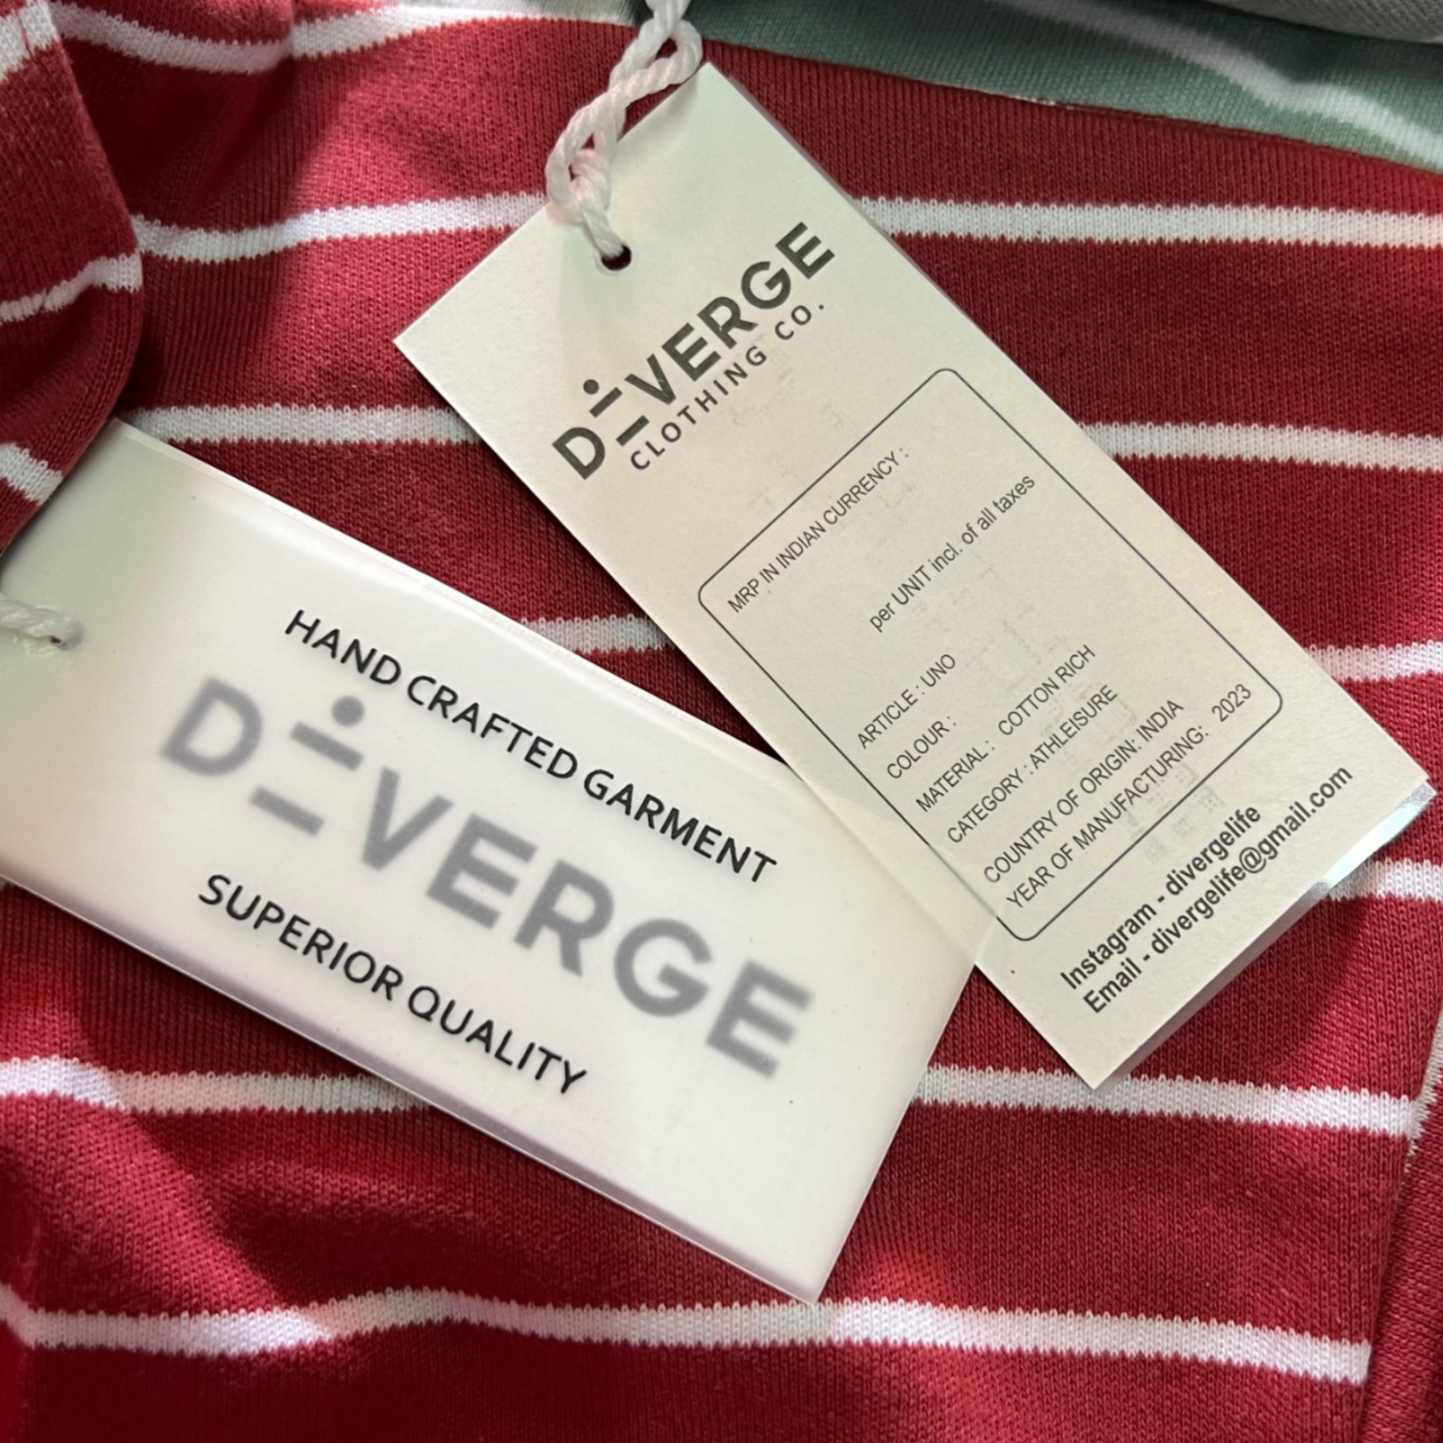 DIVERGE
CLOTHING CO.
MRP IN INDIAN CURRENCY :
per UNIT incl. of all taxes
ARTICLE : UNO
COLOUR :
MATERIAL : COTTON RICH
CATEGORY : ATHLEISURE
COUNTRY OF ORIGIN: INDIA
YEAR OF MANUFACTURING: 2023
Instagram - divergelife
Email - divergelife@gmail.com
HAND CRAFTED GARMENT
DIVERGE
SUPERIOR QUALITY